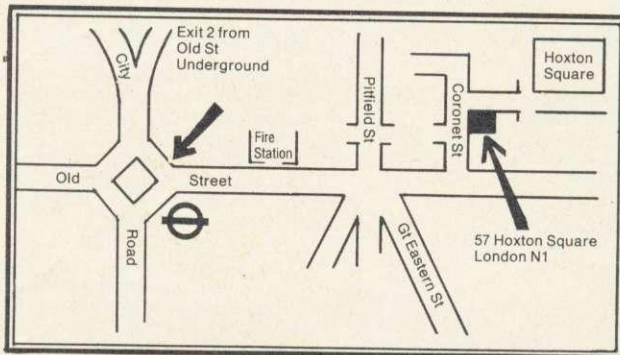 City
Exit 2 from
Old St
Underground
Fire
Station
Pitfield St
Coronet St
Hoxton
Square
Old
Street
Road
Gt Eastern St
57 Hoxton Square
London N1